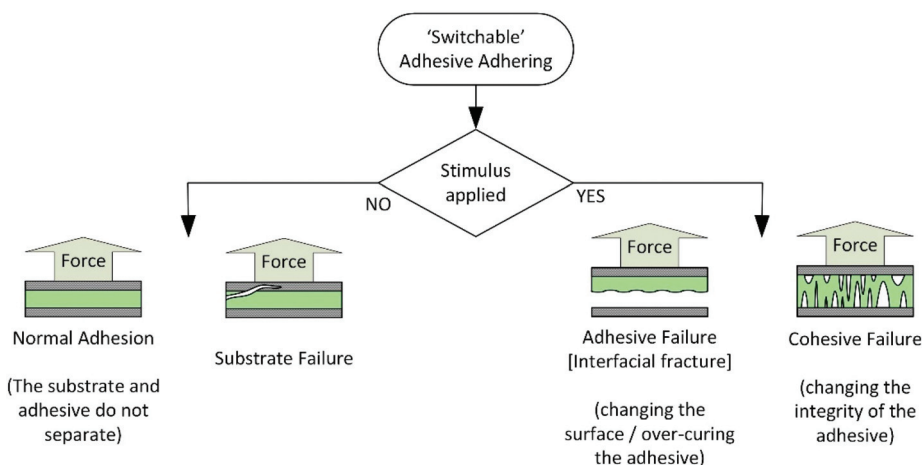 ‘Switchable’
Adhesive Adhering
Stimulus
applied
NO
YES
Force
Force
Force
Force
Normal Adhesion
(The substrate and
adhesive do not
separate)
Substrate Failure
Adhesive Failure
[Interfacial fracture]
(changing the
surface / over-curing
the adhesive)
Cohesive Failure
(changing the
integrity of the
adhesive)